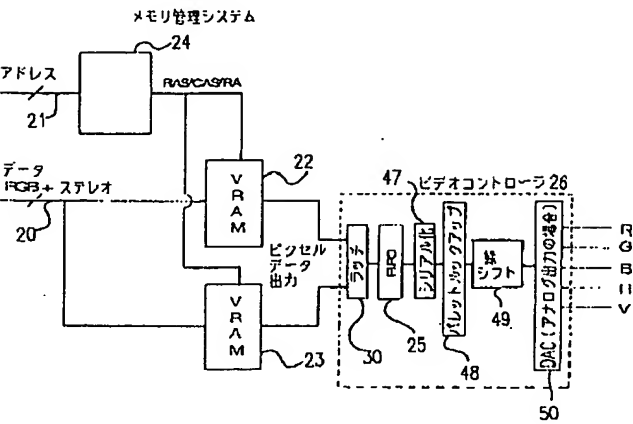 メモリ管理システム
24
アドレス
RAS/CAS/RA
21
データ
RGB + ステレオ
20
VRAM
22
ピクセル
データ
出力
VRAM
23
47
ビデオコントローラ26
ラッチ
シリアル化
パレットルックアップ
シフト
DAC(アナログ出力の場合)
30
25
48
49
50
R
G
B
H
V